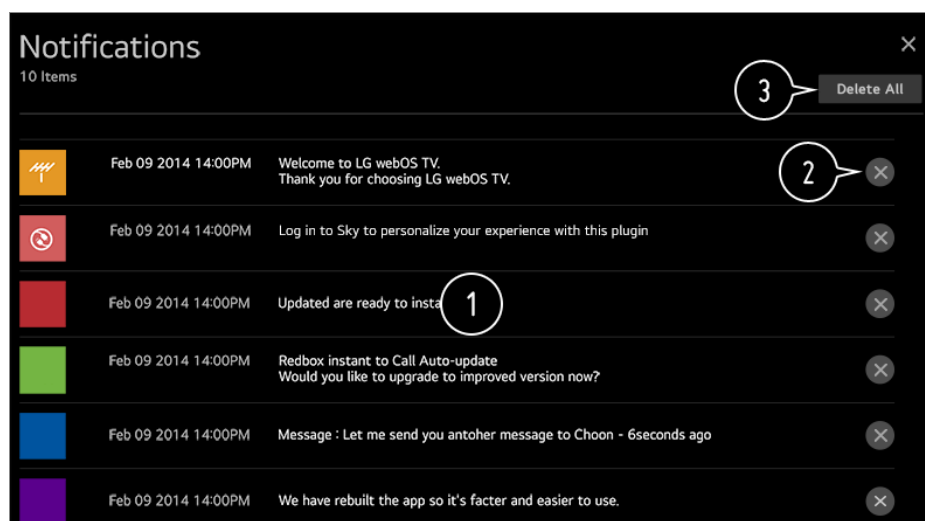 Notifications
10 Items
3
Delete All
Feb 09 2014 14:00PM
Welcome to LG webOS TV.
Thank you for choosing LG webOS TV.
2
Feb 09 2014 14:00PM
Log in to Sky to personalize your experience with this plugin
Feb 09 2014 14:00PM
Updated are ready to insta
1
Feb 09 2014 14:00PM
Redbox instant to Call Auto-update
Would you like to upgrade to improved version now?
Feb 09 2014 14:00PM
Message : Let me send you antoher message to Choon - 6seconds ago
Feb 09 2014 14:00PM
We have rebuilt the app so it's facter and easier to use.